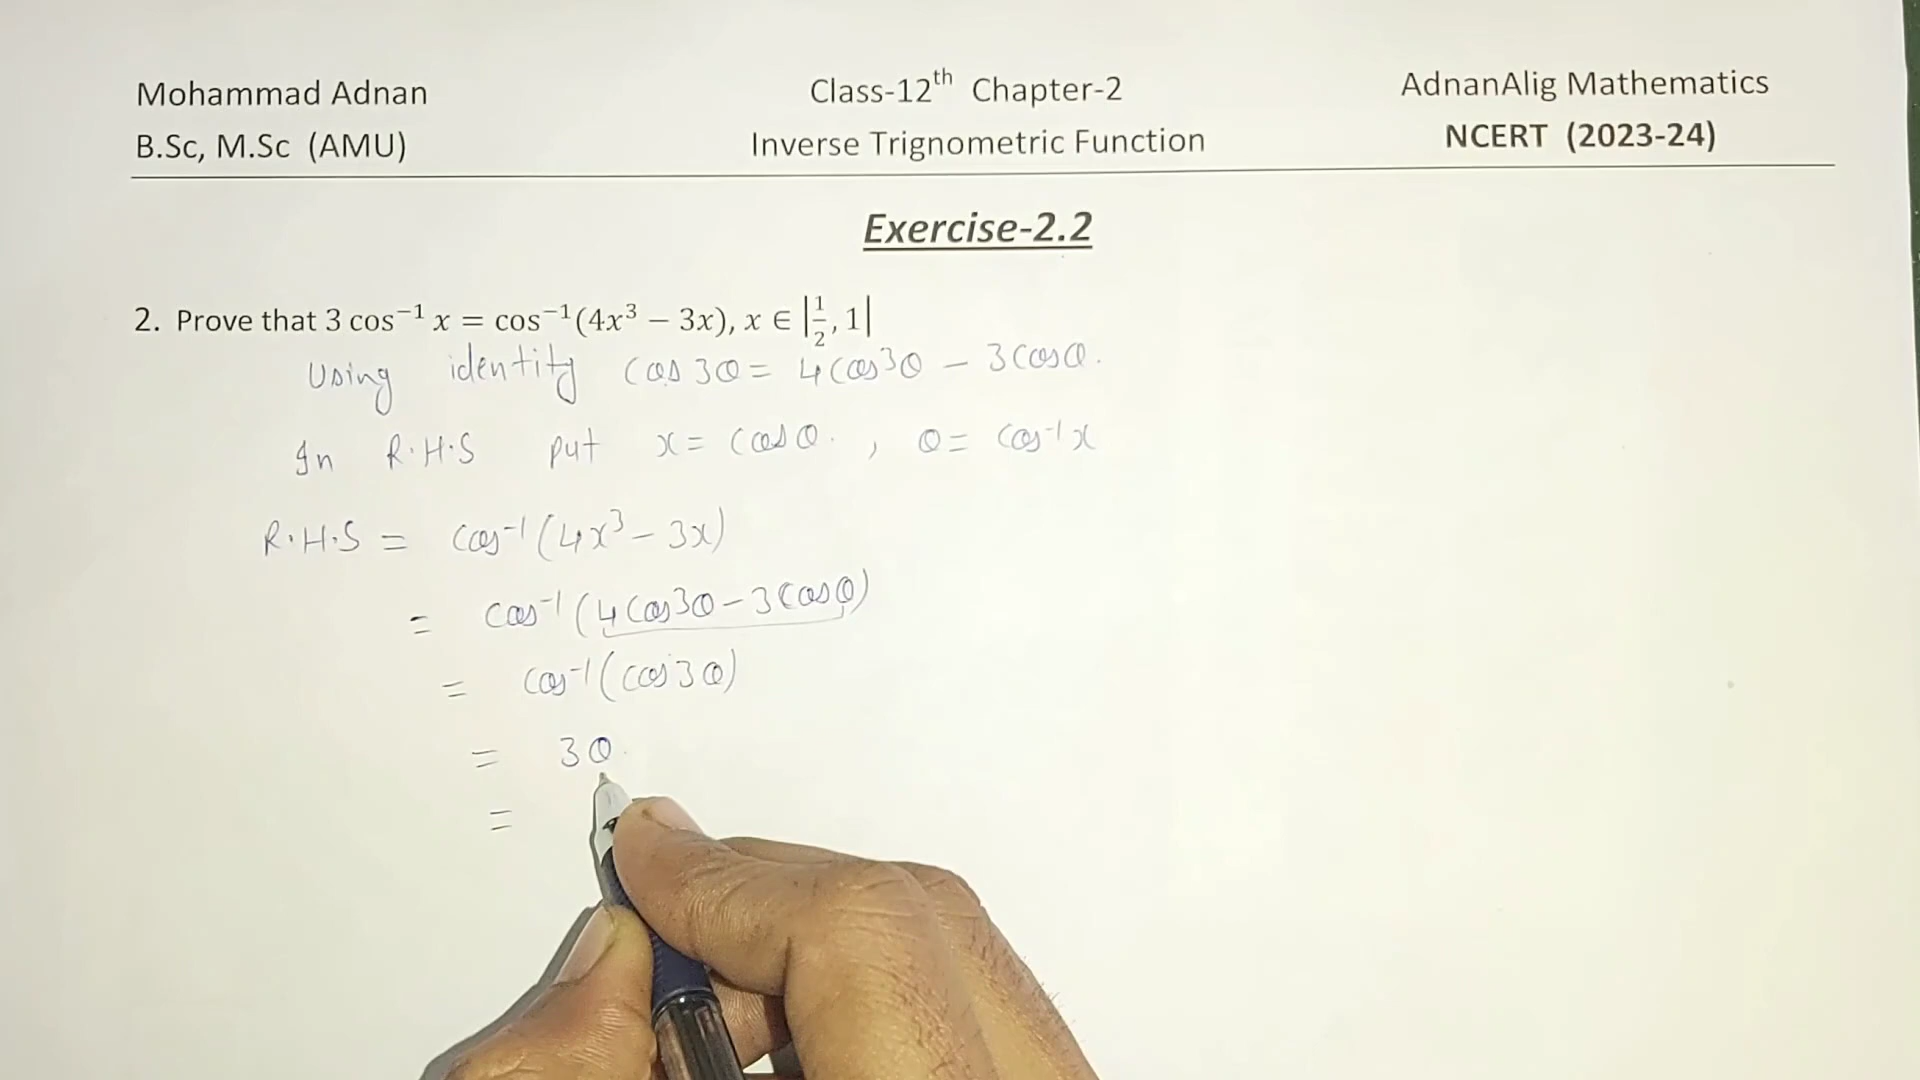 Mohammad Adnan
B.Sc, M.Sc (AMU)
Class-12th Chapter-2
Inverse Trignometric Function
AdnanAlig Mathematics
NCERT (2023-24)
Exercise-2.2
2. Prove that 3 cos⁻¹ x = cos⁻¹(4x³ − 3x), x ∈ |1/2, 1|
Using identity Cos 3θ = 4Cos³θ − 3Cosθ.
In R.H.S put x = Cosθ. , θ = Cos⁻¹x
R.H.S = Cos⁻¹(4x³ − 3x)
= Cos⁻¹(4Cos³θ − 3Cosθ)
= Cos⁻¹(Cos3θ)
= 3θ.
=